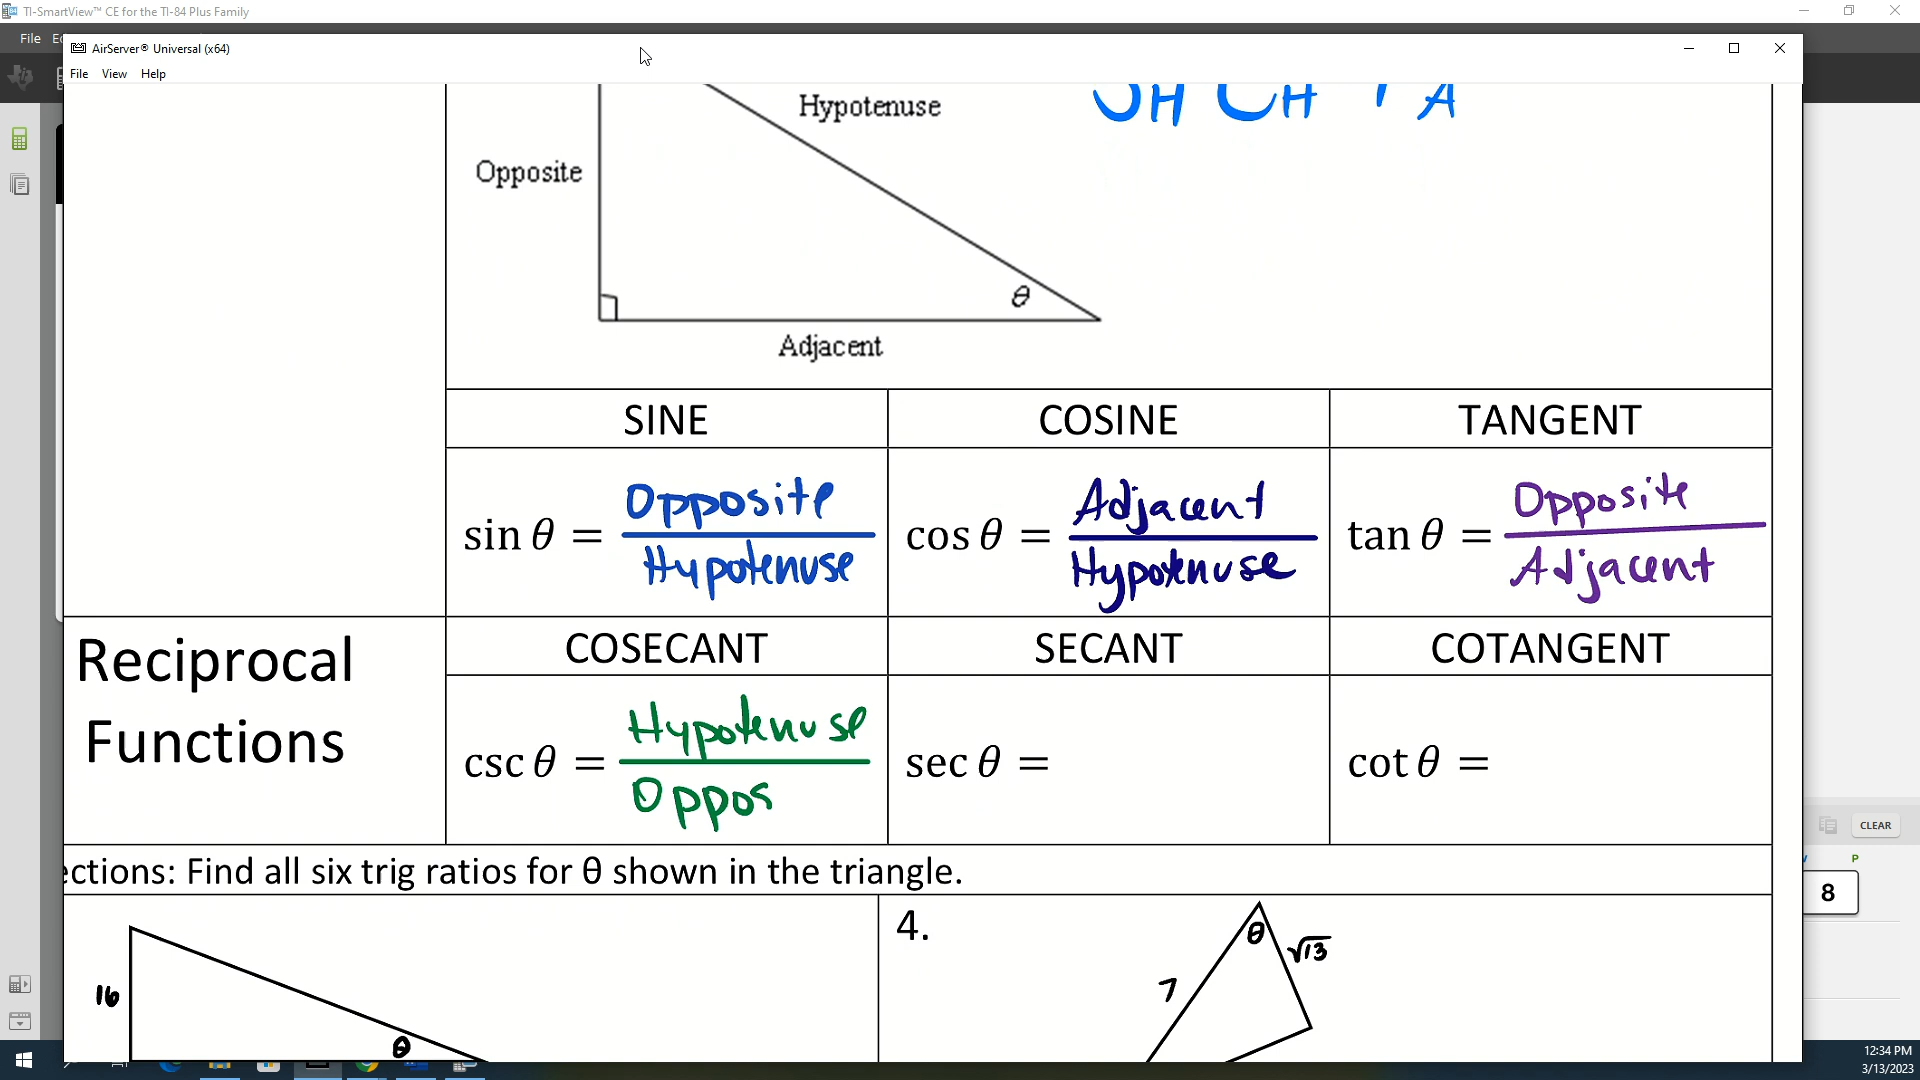 TI-SmartView™ CE for the TI-84 Plus Family
File
AirServer® Universal (x64)
File View Help
Hypotenuse
H H A
Opposite
θ
Adjacent
SINE COSINE TANGENT
sin θ = Opposite / Hypotenuse cos θ = Adjacent / Hypotenuse tan θ = Opposite / Adjacent
Reciprocal
Functions
COSECANT SECANT COTANGENT
csc θ = Hypotenuse / Oppos sec θ = cot θ =
ections: Find all six trig ratios for θ shown in the triangle.
16
θ
4.
θ
√13
7
CLEAR
P
8
12:34 PM
3/13/2023